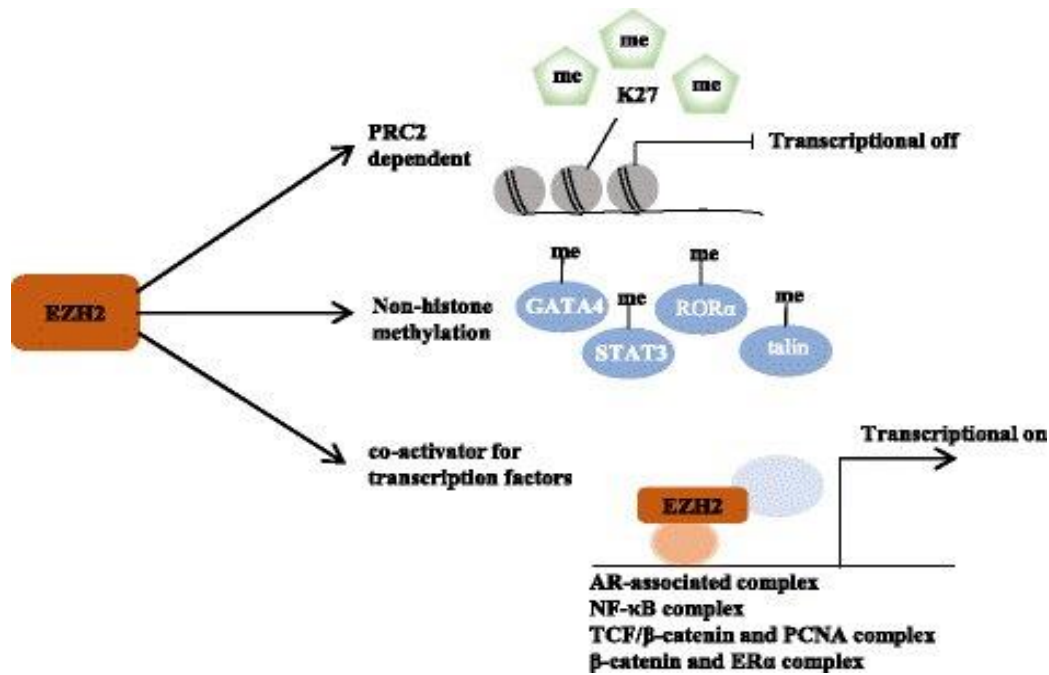 me
me
me
K27
PRC2
dependent
Transcriptional off
EZH2
Non-histone
methylation
me
GATA4
me
STAT3
me
RORα
me
talin
co-activator for
transcription factors
Transcriptional on
EZH2
AR-associated complex
NF-κB complex
TCF/β-catenin and PCNA complex
β-catenin and ERα complex